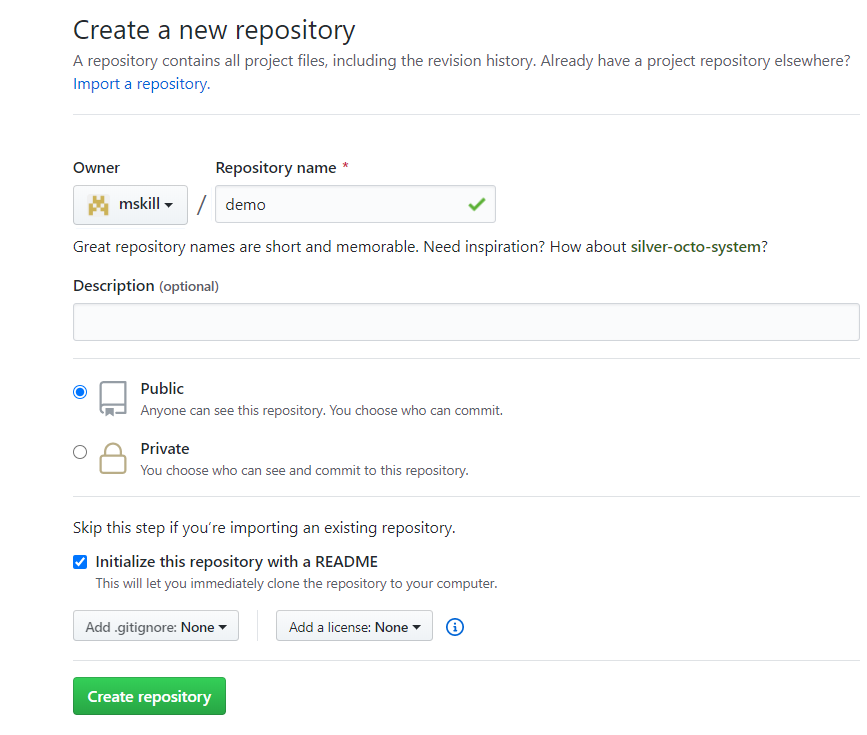 Create a new repository
A repository contains all project files, including the revision history. Already have a project repository elsewhere?
Import a repository.
Owner
Repository name *
mskill
/
demo
Great repository names are short and memorable. Need inspiration? How about silver-octo-system?
Description (optional)
Public
Anyone can see this repository. You choose who can commit.
Private
You choose who can see and commit to this repository.
Skip this step if you're importing an existing repository.
Initialize this repository with a README
This will let you immediately clone the repository to your computer.
Add .gitignore: None
Add a license: None
Create repository